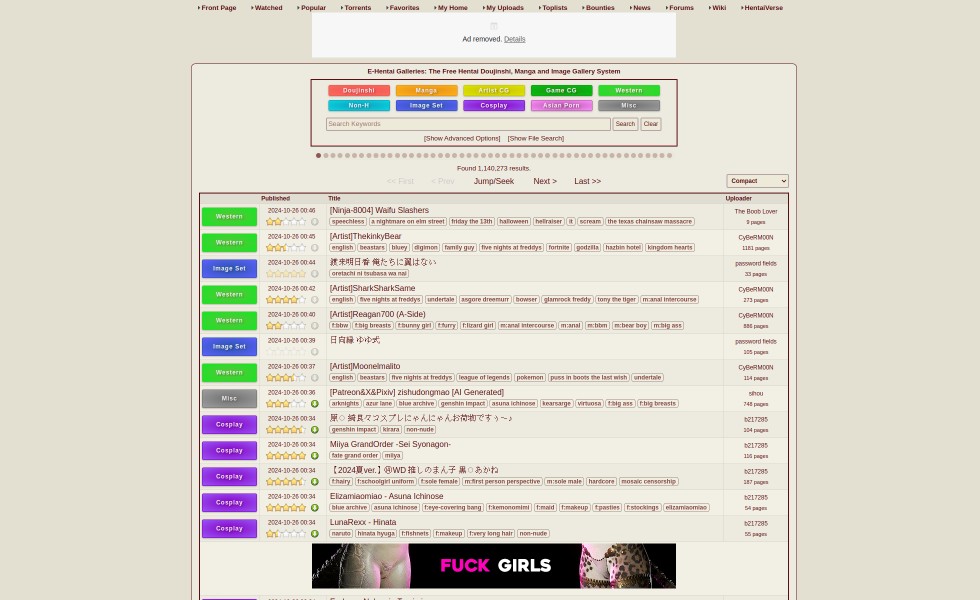 Front Page Watched Popular Torrents Favorites My Home My Uploads Toplists Bounties News Forums Wiki HentaiVerse
Ad removed. Details
E-Hentai Galleries: The Free Hentai Doujinshi, Manga and Image Gallery System
Doujinshi Manga Artist CG Game CG Western
Non-H Image Set Cosplay Asian Porn Misc
Search Keywords Search Clear
[Show Advanced Options] [Show File Search]
Found 1,140,273 results.
<< First < Prev Jump/Seek Next > Last >> Compact
Published Title Uploader
Western 2024-10-26 00:46 [Ninja-8004] Waifu Slashers The Boob Lover
speechless a nightmare on elm street friday the 13th halloween hellraiser it scream the texas chainsaw massacre 9 pages
Western 2024-10-26 00:45 [Artist]ThekinkyBear CyBeRM00N
english beastars bluey digimon family guy five nights at freddys fortnite godzilla hazbin hotel kingdom hearts 1181 pages
Image Set 2024-10-26 00:44 渡来明日香 俺たちに翼はない password fields
oretachi ni tsubasa wa nai 33 pages
Western 2024-10-26 00:42 [Artist]SharkSharkSame CyBeRM00N
english five nights at freddys undertale asgore dreemurr bowser glamrock freddy tony the tiger m:anal intercourse 273 pages
Western 2024-10-26 00:40 [Artist]Reagan700 (A-Side) CyBeRM00N
f:bbw f:big breasts f:bunny girl f:furry f:lizard girl m:anal intercourse m:anal m:bbm m:bear boy m:big ass 886 pages
Image Set 2024-10-26 00:39 日向縁 ゆゆ式 password fields
105 pages
Western 2024-10-26 00:37 [Artist]Moonelmalito CyBeRM00N
english beastars five nights at freddys league of legends pokemon puss in boots the last wish undertale 114 pages
Misc 2024-10-26 00:36 [Patreon&X&Pixiv] zishudongmao [AI Generated] sihou
arknights azur lane blue archive genshin impact asuna ichinose kearsarge virtuosa f:big ass f:big breasts 748 pages
Cosplay 2024-10-26 00:34 綺良々コスプレにゃんにゃんお荷物ですぅ～♪ b217285
genshin impact kirara non-nude 104 pages
Cosplay 2024-10-26 00:34 Miiya GrandOrder -Sei Syonagon- b217285
fate grand order miiya 116 pages
Cosplay 2024-10-26 00:34 【2024夏ver.】㊙WD 推しのまん子 黒○あかね b217285
f:hairy f:schoolgirl uniform f:sole female m:first person perspective m:sole male hardcore mosaic censorship 187 pages
Cosplay 2024-10-26 00:34 Elizamiaomiao - Asuna Ichinose b217285
blue archive asuna ichinose f:eye-covering bang f:kemonomimi f:maid f:makeup f:pasties f:stockings elizamiaomiao 54 pages
Cosplay 2024-10-26 00:34 LunaRexx - Hinata b217285
naruto hinata hyuga f:fishnets f:makeup f:very long hair non-nude 55 pages
FUCK GIRLS